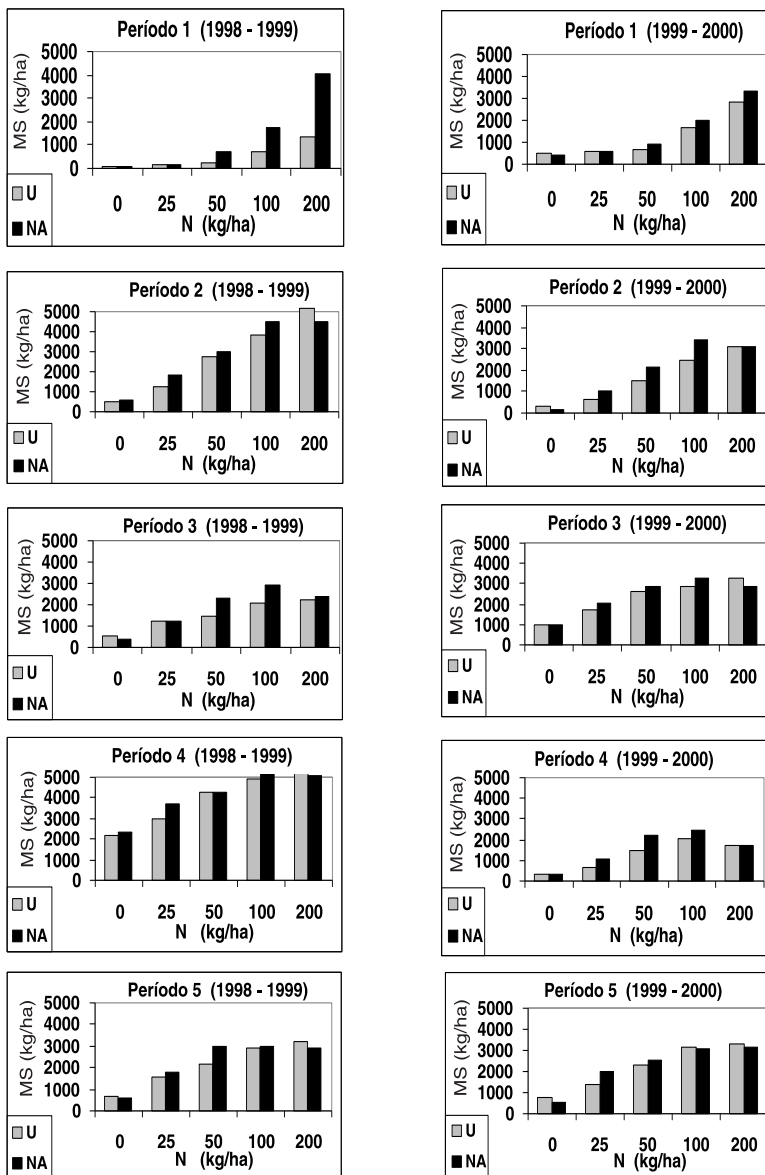 Período 1 (1998 - 1999)
MS (kg/ha)
5000
4000
3000
2000
1000
0
0 25 50 100 200
N (kg/ha)
U
NA
Período 1 (1999 - 2000)
MS (kg/ha)
5000
4000
3000
2000
1000
0
0 25 50 100 200
N (kg/ha)
U
NA
Período 2 (1998 - 1999)
MS (kg/ha)
5000
4000
3000
2000
1000
0
0 25 50 100 200
N (kg/ha)
U
NA
Período 2 (1999 - 2000)
MS (kg/ha)
5000
4000
3000
2000
1000
0
0 25 50 100 200
N (kg/ha)
U
NA
Período 3 (1998 - 1999)
MS (kg/ha)
5000
4000
3000
2000
1000
0
0 25 50 100 200
N (kg/ha)
U
NA
Período 3 (1999 - 2000)
MS (kg/ha)
5000
4000
3000
2000
1000
0
0 25 50 100 200
N (kg/ha)
U
NA
Período 4 (1998 - 1999)
MS (kg/ha)
5000
4000
3000
2000
1000
0
0 25 50 100 200
N (kg/ha)
U
NA
Período 4 (1999 - 2000)
MS (kg/ha)
5000
4000
3000
2000
1000
0
0 25 50 100 200
N (kg/ha)
U
NA
Período 5 (1998 - 1999)
MS (kg/ha)
5000
4000
3000
2000
1000
0
0 25 50 100 200
N (kg/ha)
U
NA
Período 5 (1999 - 2000)
MS (kg/ha)
5000
4000
3000
2000
1000
0
0 25 50 100 200
N (kg/ha)
U
NA